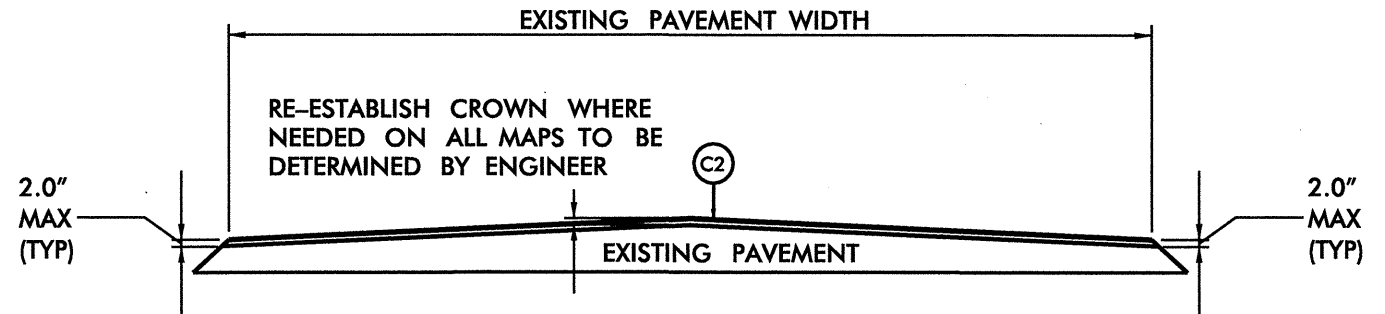 EXISTING PAVEMENT WIDTH
RE-ESTABLISH CROWN WHERE
NEEDED ON ALL MAPS TO BE
DETERMINED BY ENGINEER
C2
2.0"
MAX
(TYP)
2.0"
MAX
(TYP)
EXISTING PAVEMENT